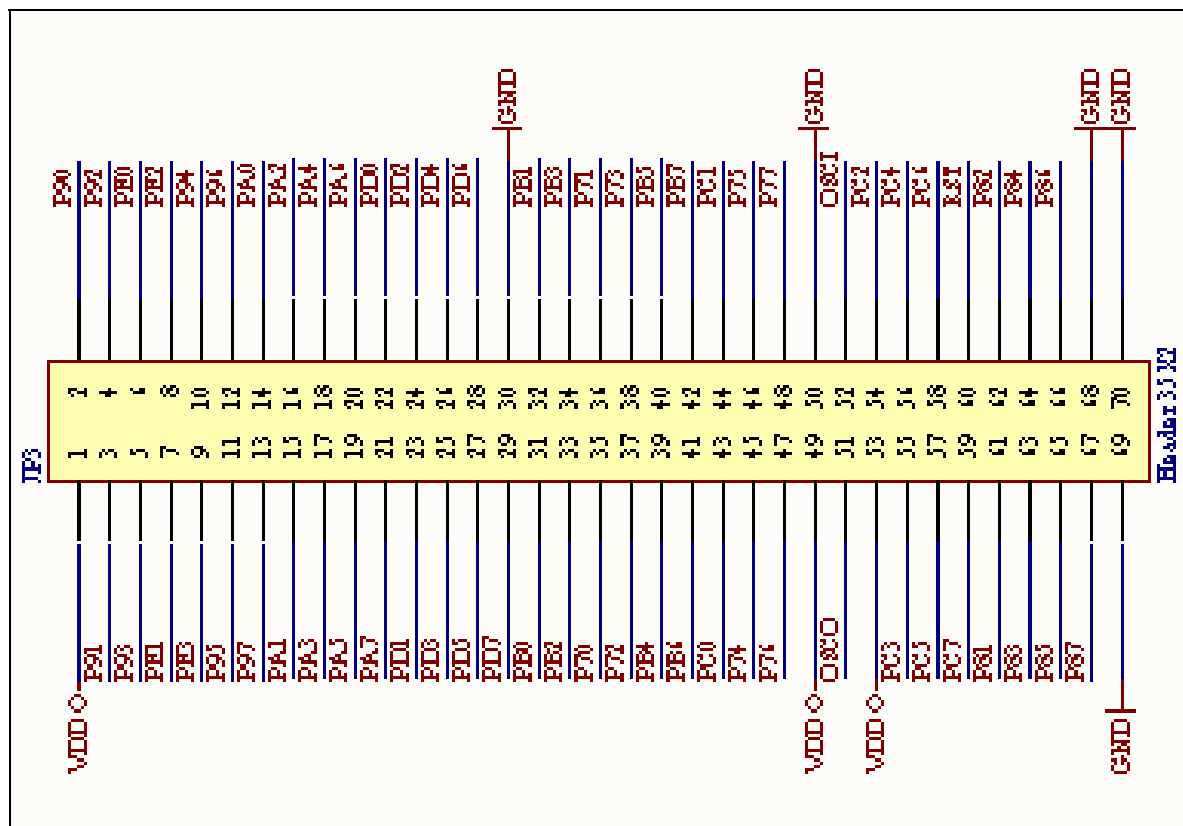 P90 P92 PE0 PE2 P94 P96 PA0 PA2 PA4 PA6 PD0 PD2 PD4 PD6 GND PB1 PB3 P71 P73 PB5 PB7 PC1 P75 P77 GND OSCI PC2 PC4 PC6 RST P82 P84 P86 GND GND
2 4 6 8 10 12 14 16 18 20 22 24 26 28 30 32 34 36 38 40 42 44 46 48 50 52 54 56 58 60 62 64 66 68 70
JP3
1 3 5 7 9 11 13 15 17 19 21 23 25 27 29 31 33 35 37 39 41 43 45 47 49 51 53 55 57 59 61 63 65 67 69
Header 35X2
VDD P91 P93 PE1 PE3 P95 P97 PA1 PA3 PA5 PA7 PD1 PD3 PD5 PD7 PB0 PB2 P70 P72 PB4 PB6 PC0 P74 P76 VDD OSCO VDD PC3 PC5 PC7 P81 P83 P85 P87 GND